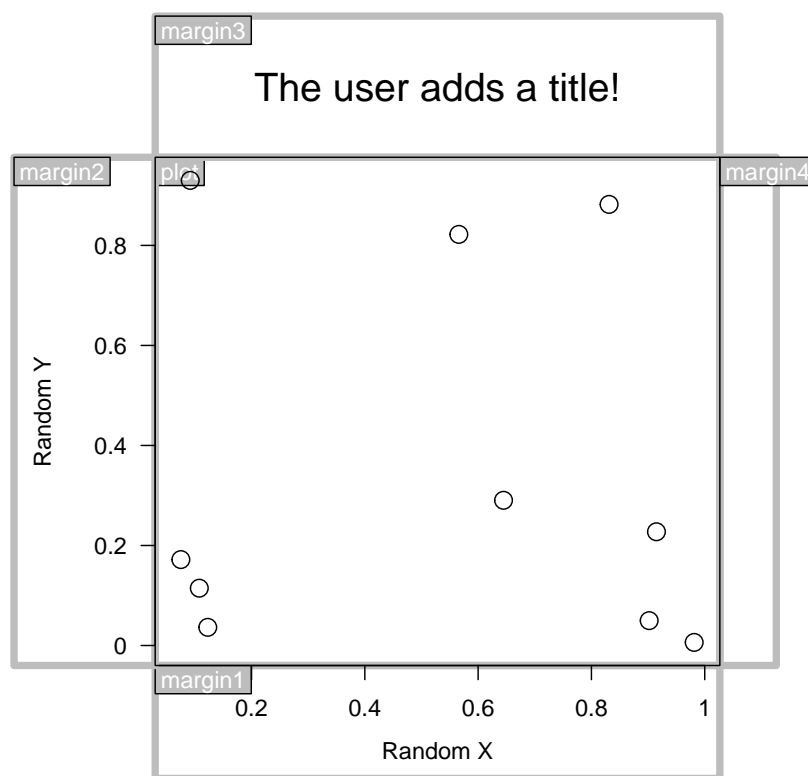 margin3
The user adds a title!
margin2
plot
margin4
0.8
0.6
Random Y
0.4
0.2
0
margin1
0.2 0.4 0.6 0.8 1
Random X